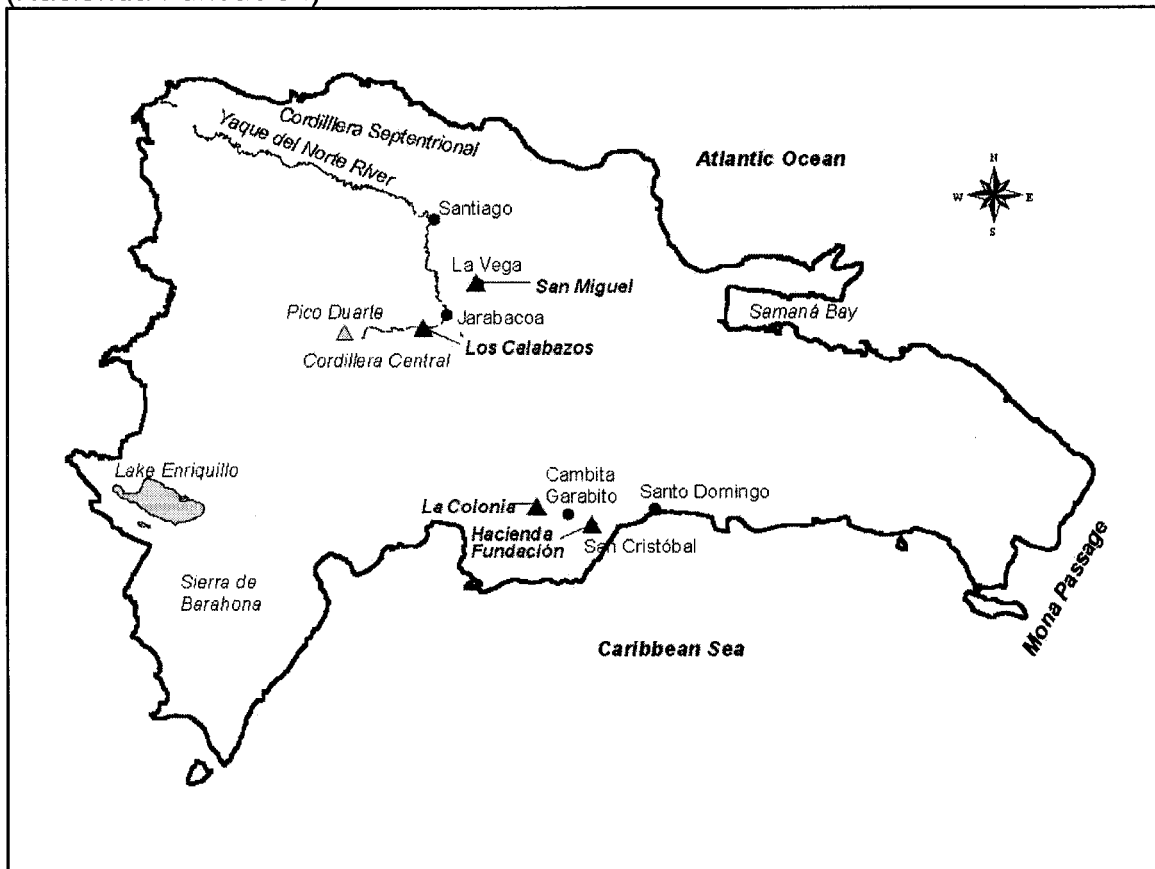 Cordilllera Septentrional
Yaque del Norte River
Atlantic Ocean
N
W
E
S
Santiago
La Vega
San Miguel
Pico Duarte
Jarabacoa
Samaná Bay
Los Calabazos
Cordillera Central
Lake Enriquillo
Cambita
Garabito
Santo Domingo
La Colonia
Hacienda
Fundación
San Cristóbal
Sierra de
Barahona
Mona Passage
Caribbean Sea